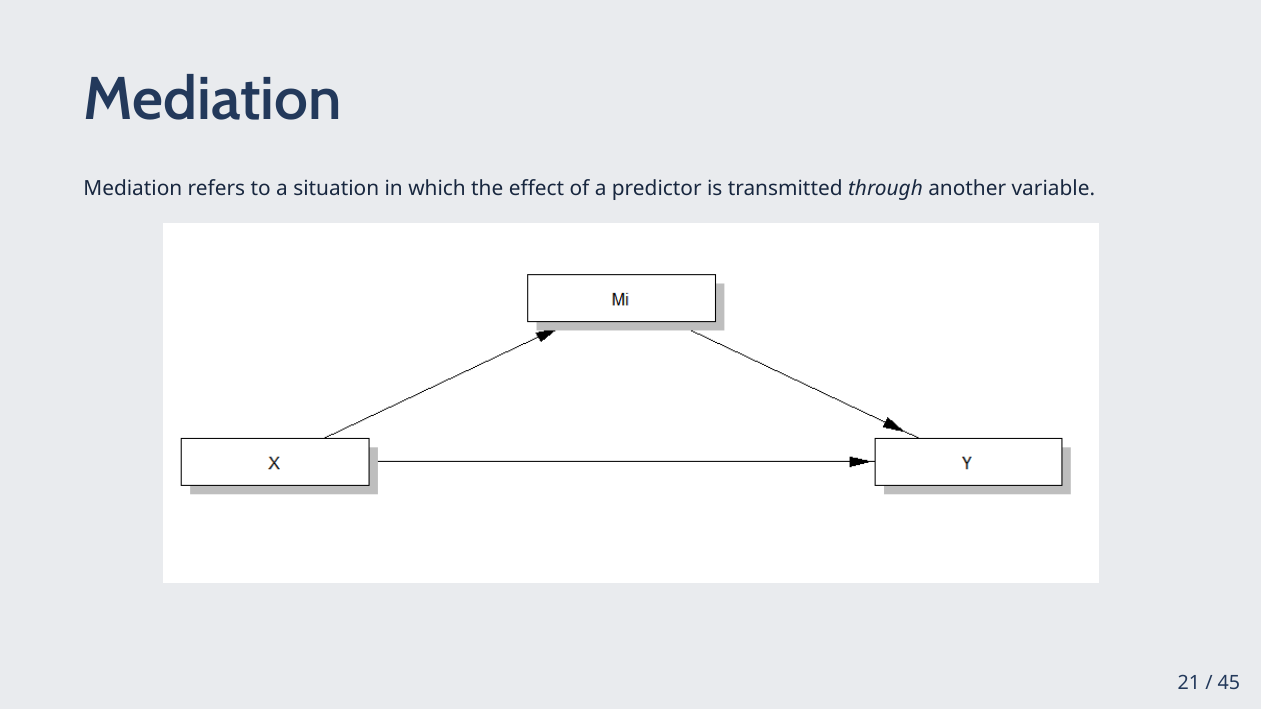 Mediation
Mediation refers to a situation in which the effect of a predictor is transmitted through another variable.
Mi
X
Y
21 / 45